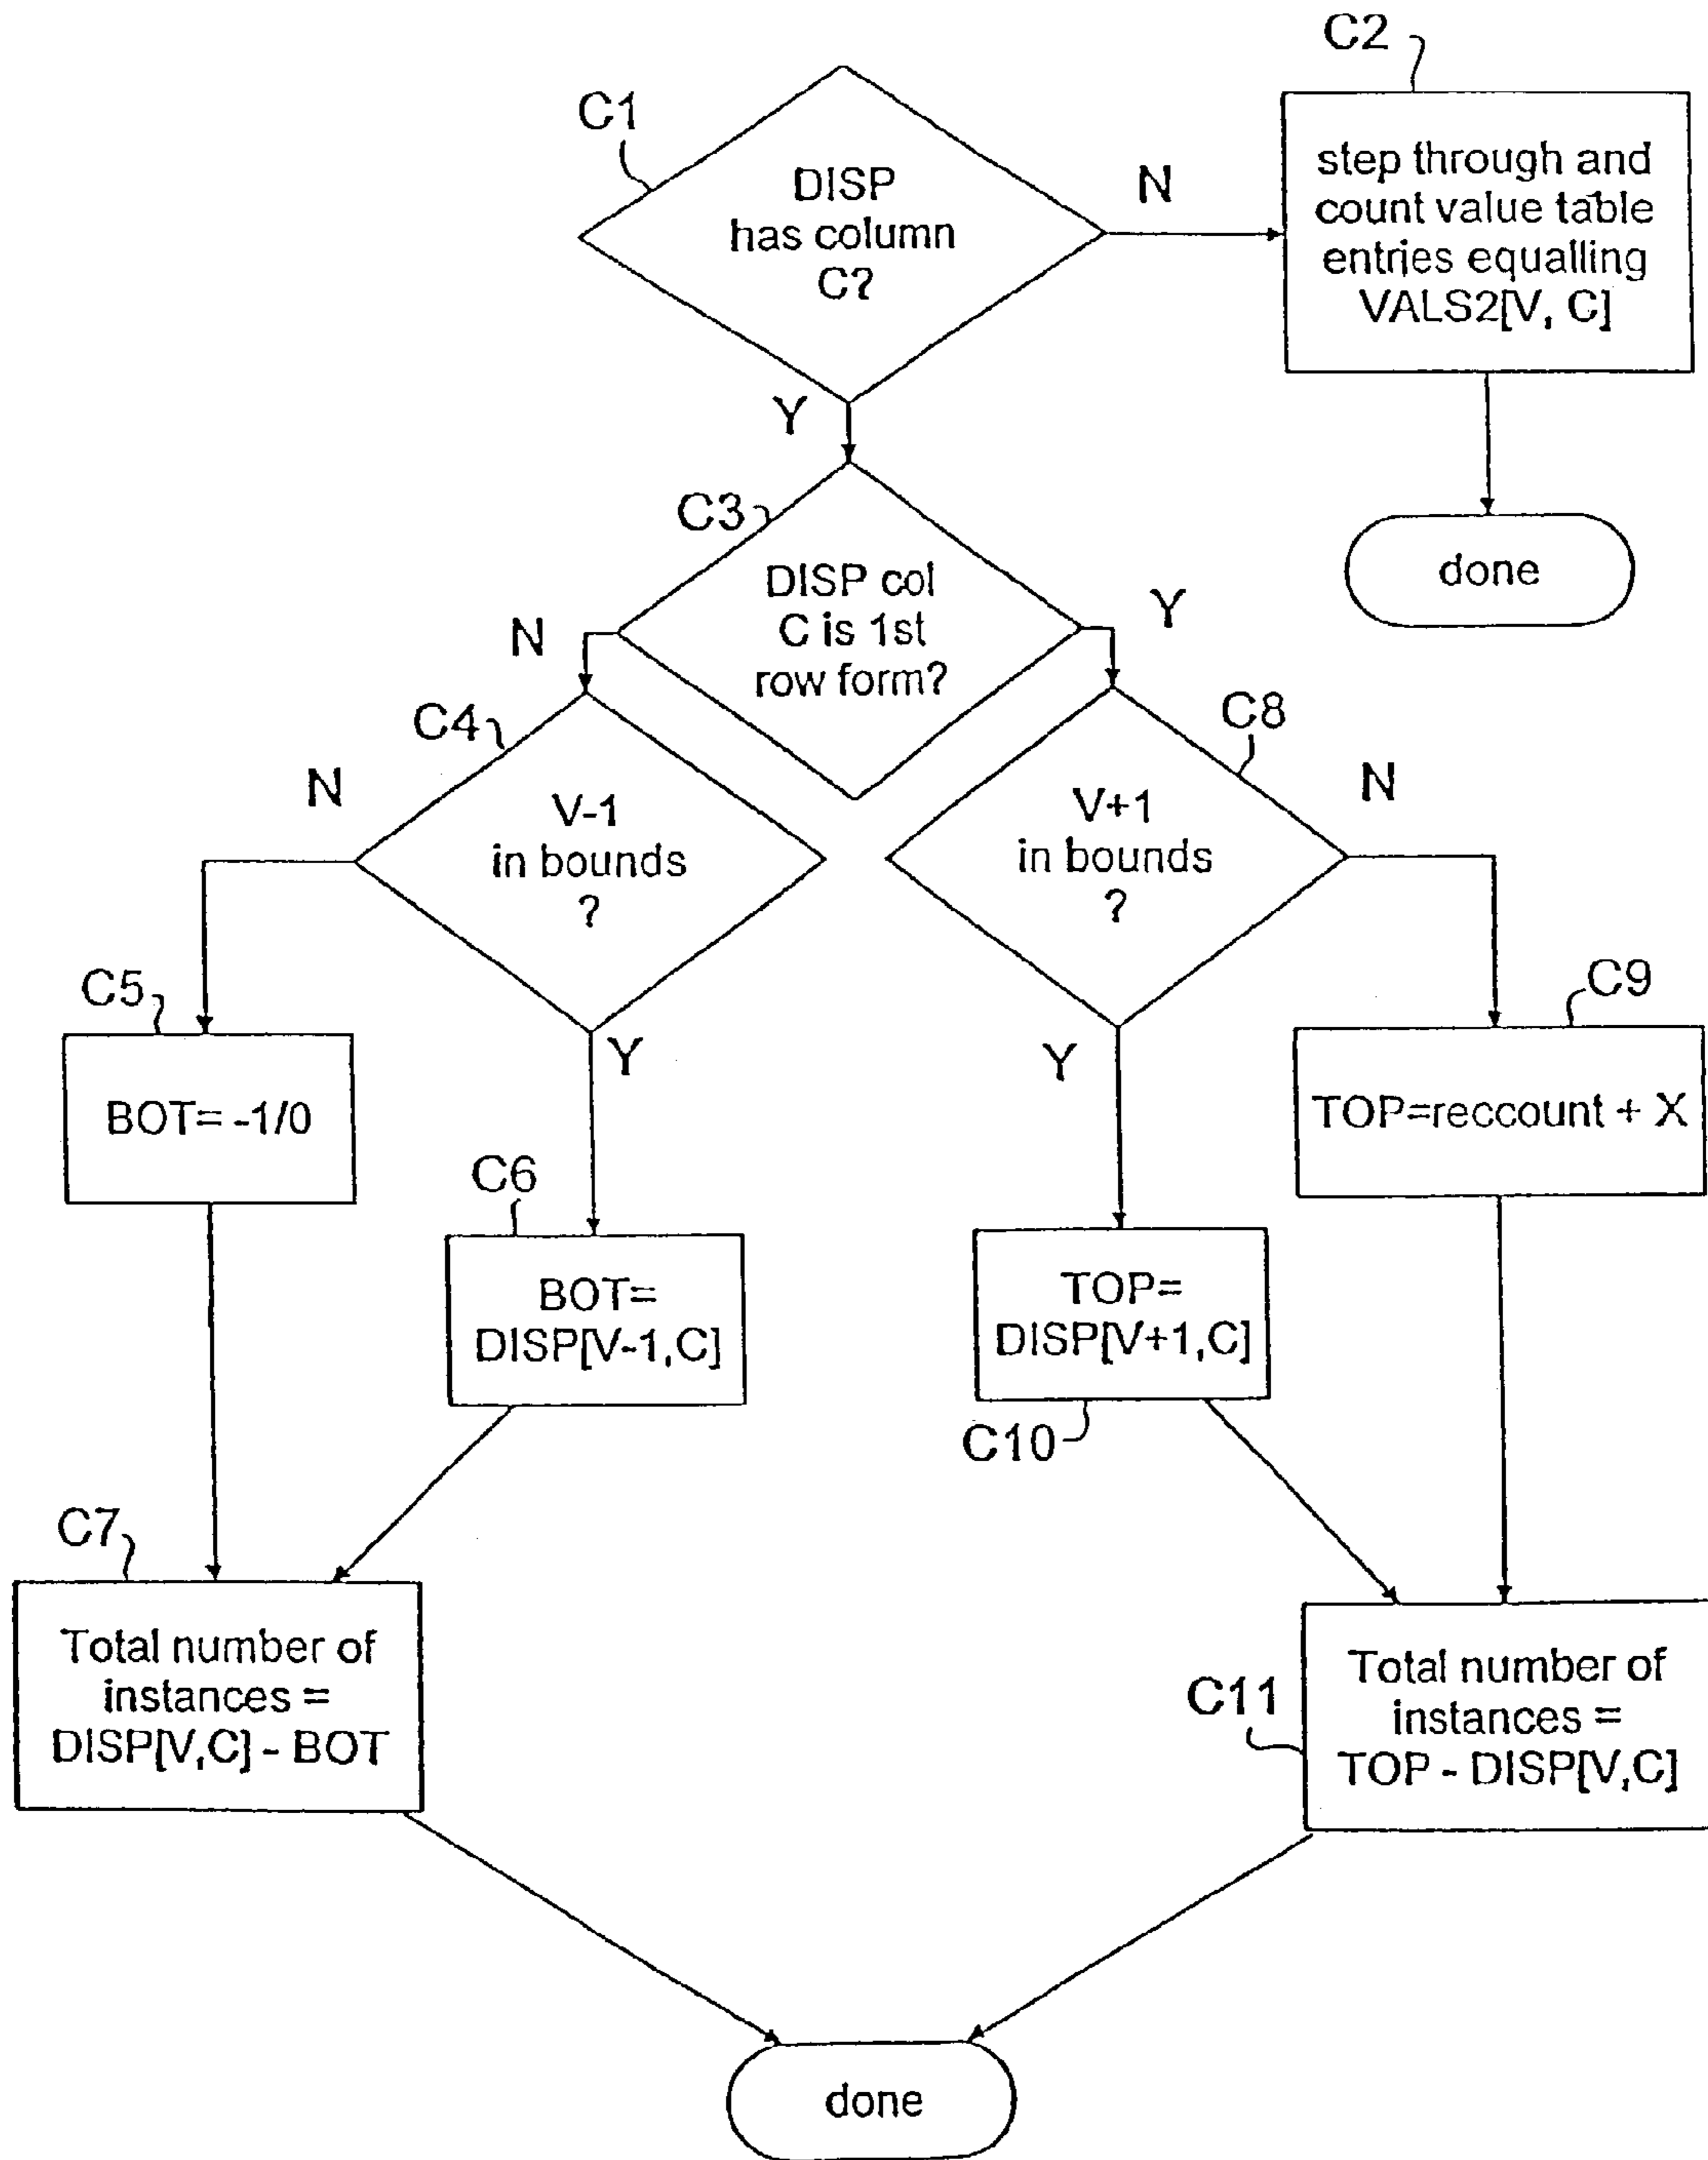 C2
C1
DISP
has column
C?
N
step through and
count value table
entries equalling
VALS2[V, C]
Y
C3
done
DISP col
C is 1st
row form?
N
Y
C4
C8
N
V-1
in bounds
?
V+1
in bounds
?
N
C5
Y
Y
C9
BOT= -1/0
TOP=reccount + X
C6
BOT=
DISP[V-1,C]
TOP=
DISP[V+1,C]
C10
C7
Total number of
instances =
DISP[V,C] - BOT
C11
Total number of
instances =
TOP - DISP[V,C]
done